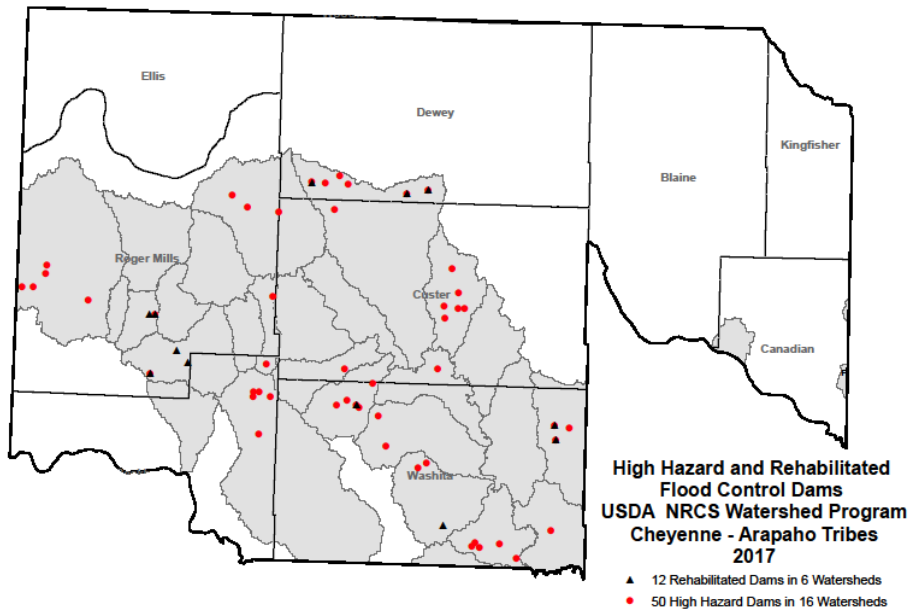 Ellis
Dewey
Kingfisher
Blaine
Roger Mills
Custer
Canadian
Washita
High Hazard and Rehabilitated
Flood Control Dams
USDA NRCS Watershed Program
Cheyenne - Arapaho Tribes
2017
12 Rehabilitated Dams in 6 Watersheds
50 High Hazard Dams in 16 Watersheds